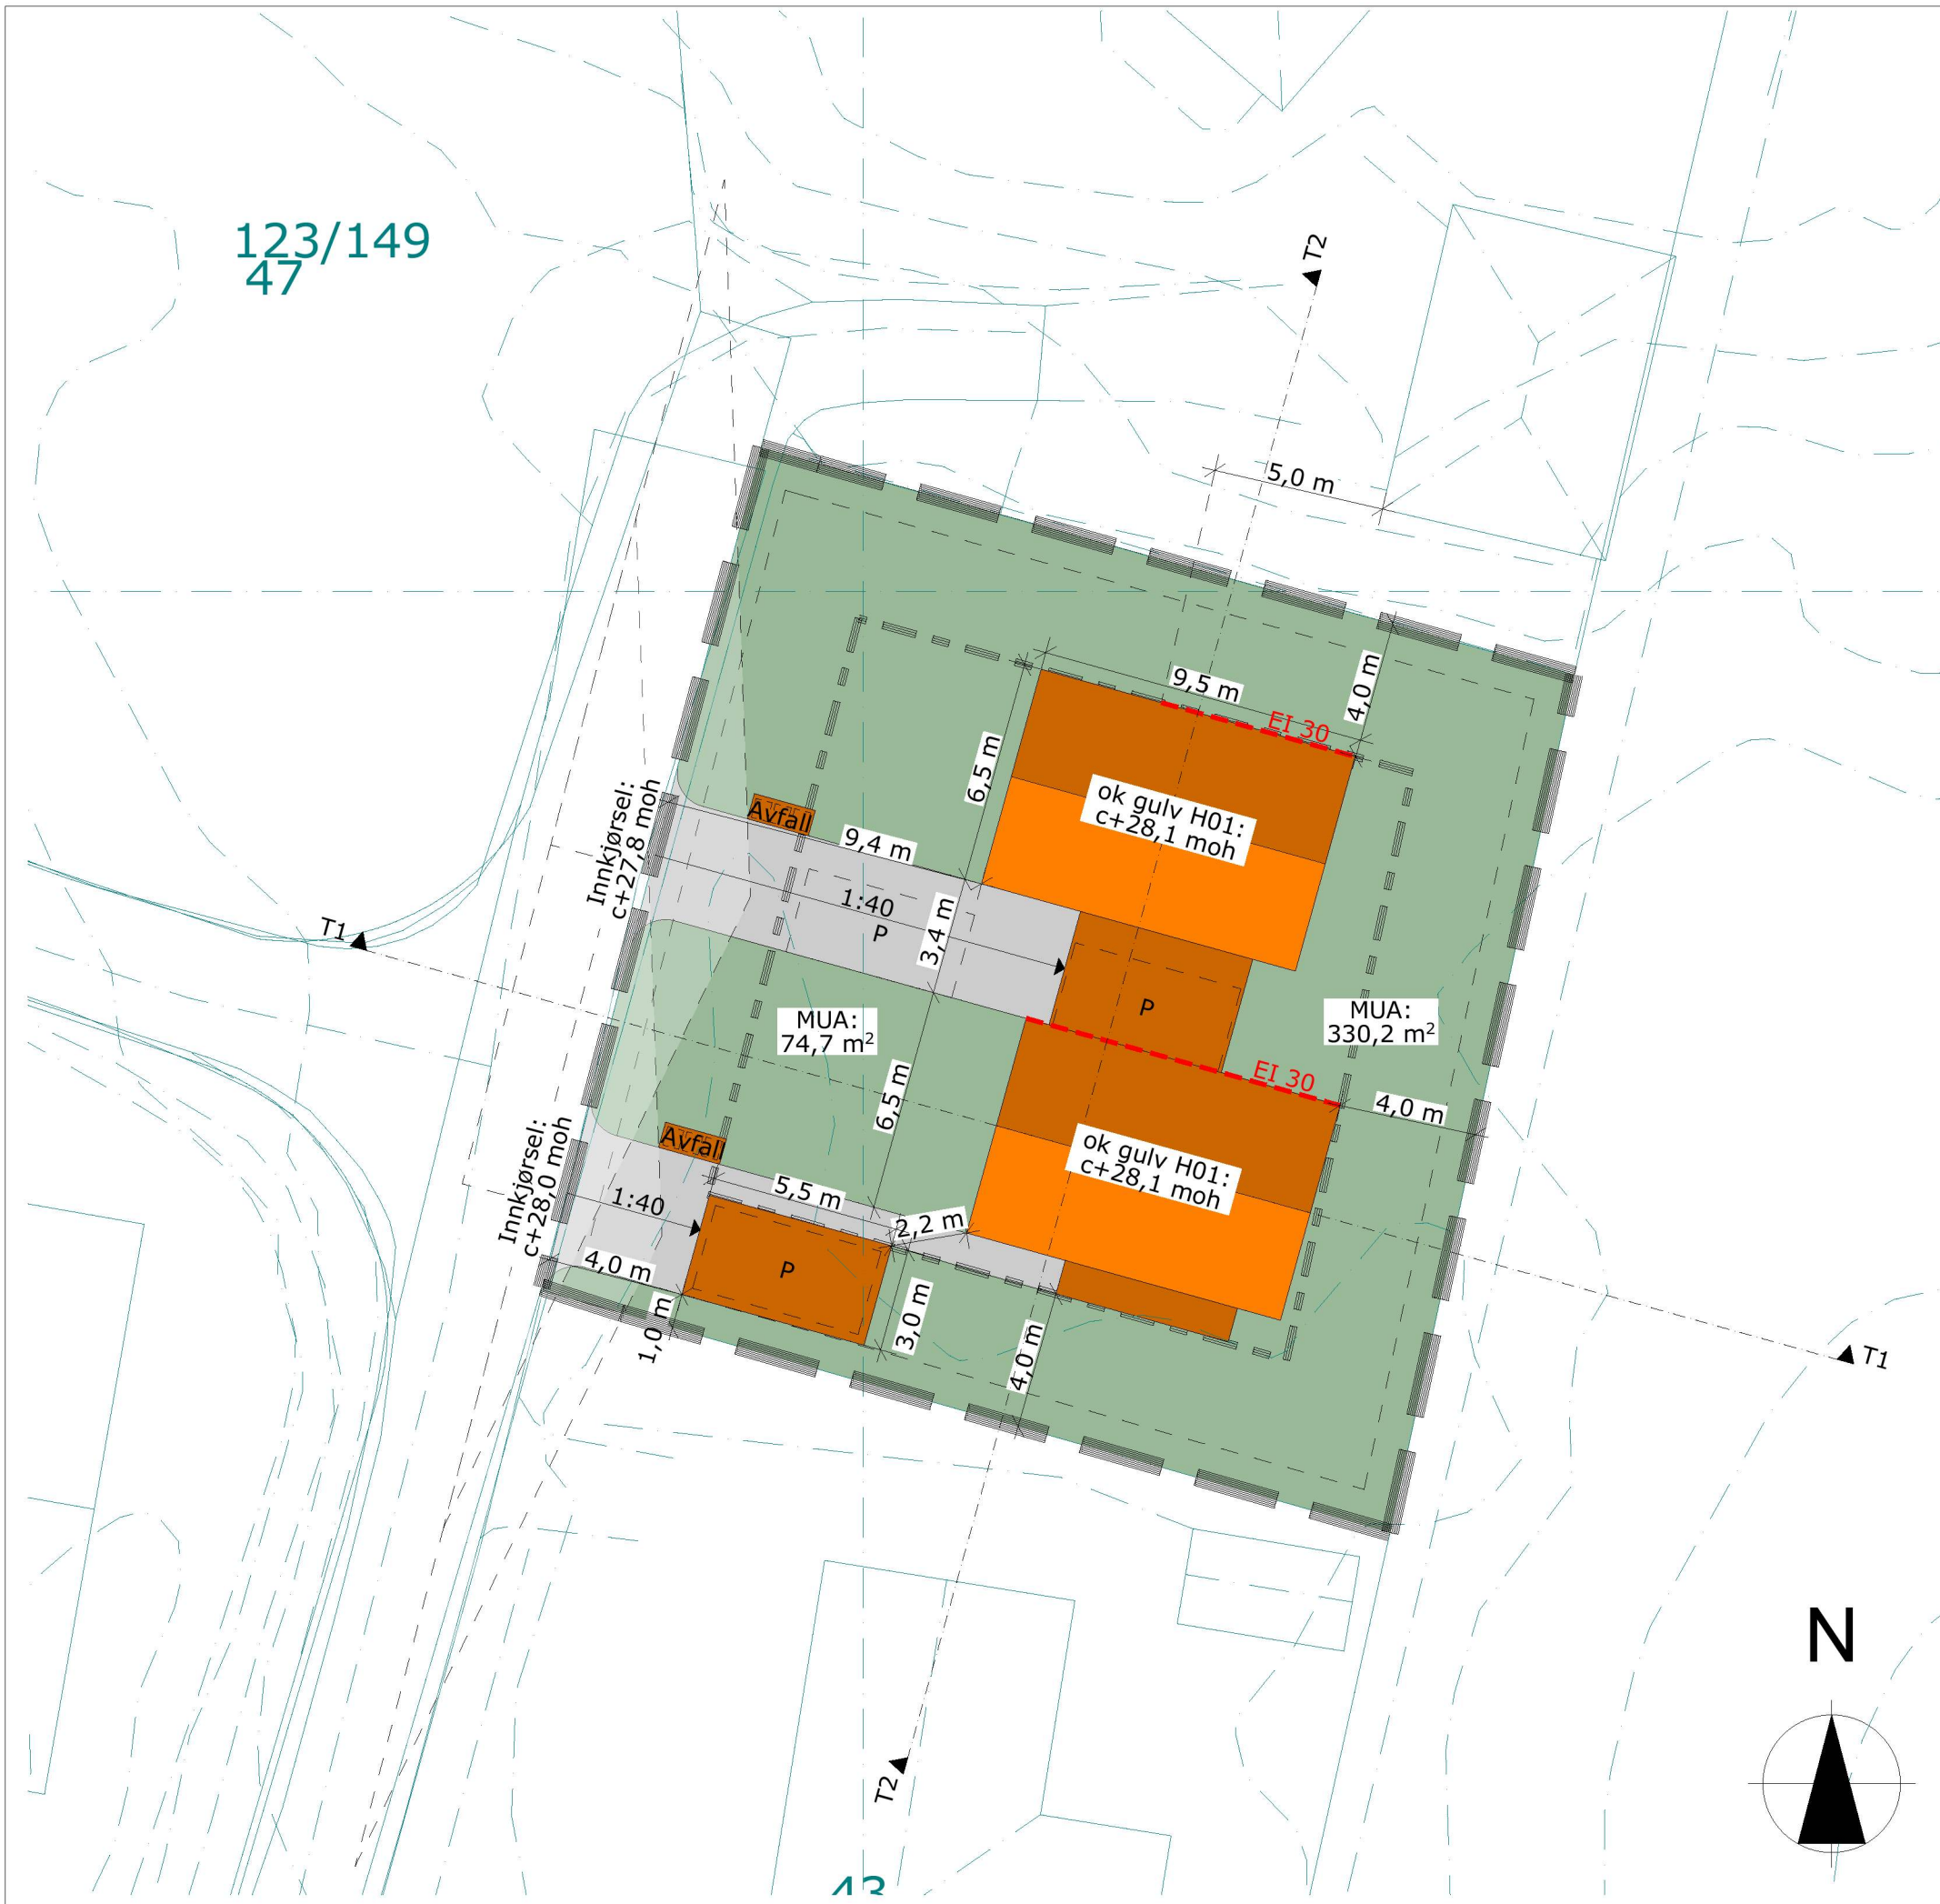 123/149
47
T2
5,0 m
9,5 m
4,0 m
EI 30
6,5 m
ok gulv H01:
c+28,1 moh
Innkjørsel:
c+27,8 moh
Avfall
9,4 m
1:40
P
3,4 m
T1
P
MUA:
74,7 m²
MUA:
330,2 m²
EI 30
4,0 m
6,5 m
ok gulv H01:
c+28,1 moh
Innkjørsel:
c+28,0 moh
Avfall
5,5 m
1:40
2,2 m
4,0 m
P
1,0 m
3,0 m
4,0 m
T1
N
T2
43